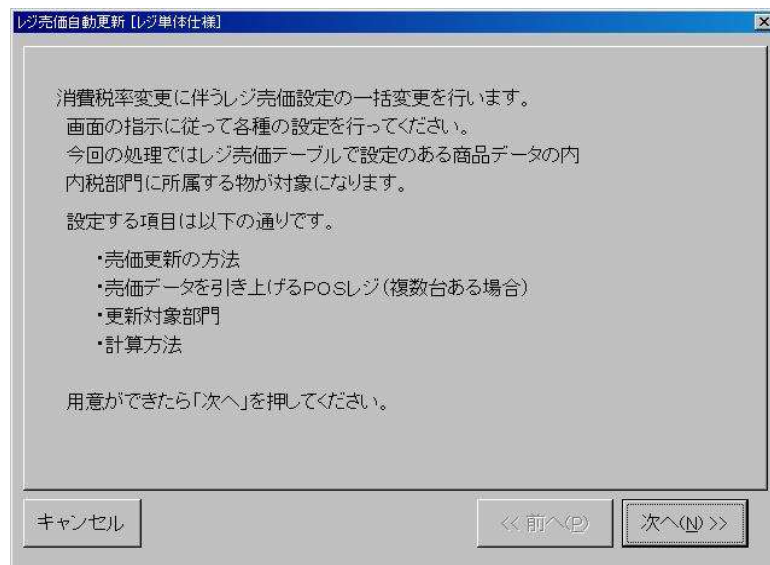 レジ売価自動更新 [レジ単体仕様]
消費税率変更に伴うレジ売価設定の一括変更を行います。
画面の指示に従って各種の設定を行ってください。
今回の処理ではレジ売価テーブルで設定のある商品データの内
内税部門に所属する物が対象になります。
設定する項目は以下の通りです。
・売価更新の方法
・売価データを引き上げるPOSレジ(複数台ある場合)
・更新対象部門
・計算方法
用意ができたら「次へ」を押してください。
キャンセル
<< 前へ(P)
次へ(N) >>